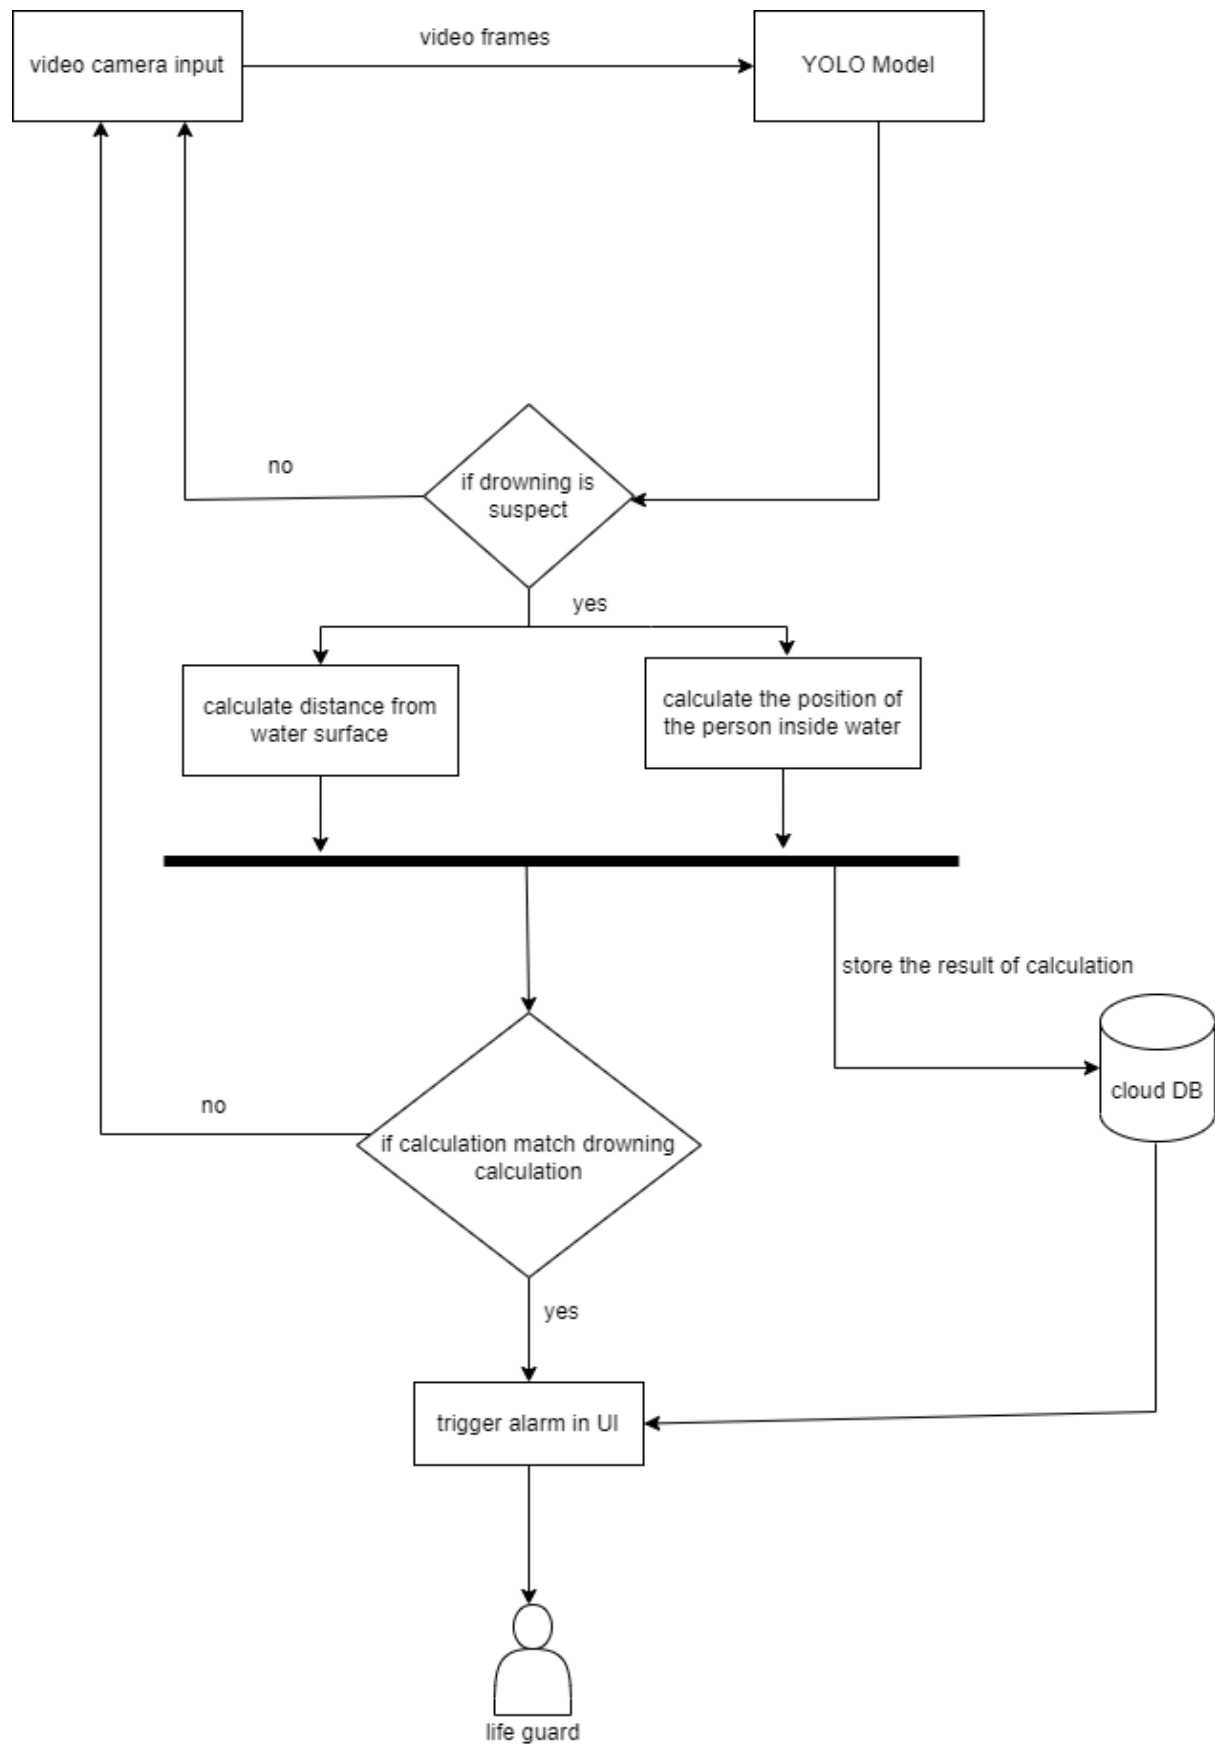 video frames
video camera input
YOLO Model
no
if drowning is
suspect
yes
calculate distance from
water surface
calculate the position of
the person inside water
store the result of calculation
cloud DB
no
if calculation match drowning
calculation
yes
trigger alarm in UI
life guard